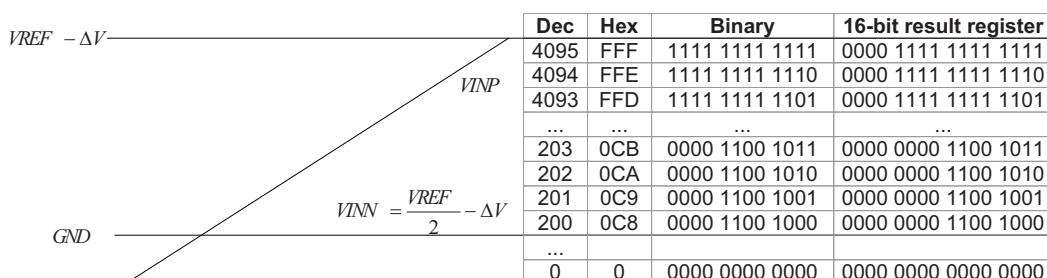 VREF − ΔV
VINP
VINN = VREF/2 − ΔV
GND
Dec Hex Binary 16-bit result register
4095 FFF 1111 1111 1111 0000 1111 1111 1111
4094 FFE 1111 1111 1110 0000 1111 1111 1110
4093 FFD 1111 1111 1101 0000 1111 1111 1101
... ... ... ...
203 0CB 0000 1100 1011 0000 0000 1100 1011
202 0CA 0000 1100 1010 0000 0000 1100 1010
201 0C9 0000 1100 1001 0000 0000 1100 1001
200 0C8 0000 1100 1000 0000 0000 1100 1000
...
0 0 0000 0000 0000 0000 0000 0000 0000